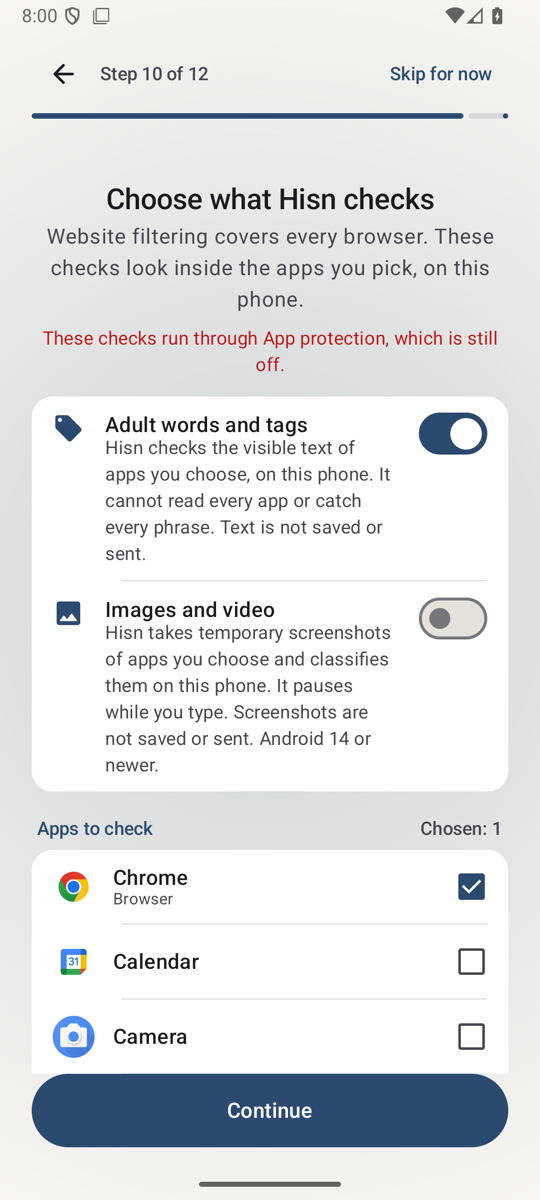 8:00
Step 10 of 12
Skip for now
Choose what Hisn checks
Website filtering covers every browser. These
checks look inside the apps you pick, on this
phone.
These checks run through App protection, which is still
off.
Adult words and tags
Hisn checks the visible text of
apps you choose, on this phone. It
cannot read every app or catch
every phrase. Text is not saved or
sent.
Images and video
Hisn takes temporary screenshots
of apps you choose and classifies
them on this phone. It pauses
while you type. Screenshots are
not saved or sent. Android 14 or
newer.
Apps to check
Chosen: 1
Chrome
Browser
31
Calendar
Camera
Continue